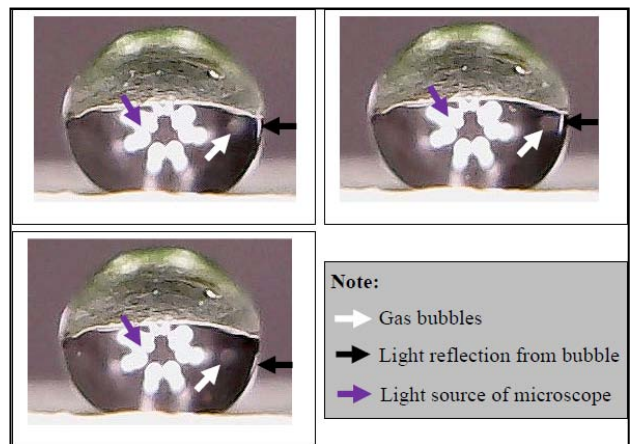 Note:
Gas bubbles
Light reflection from bubble
Light source of microscope